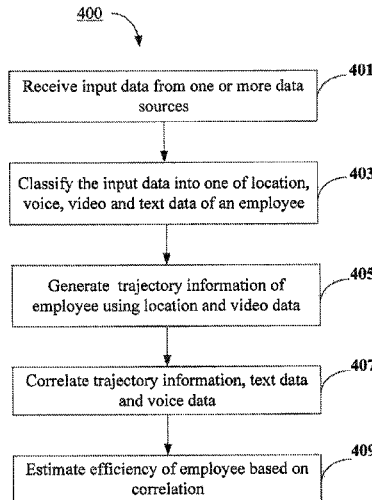 400
401
Receive input data from one or more data
sources
403
Classify the input data into one of location,
voice, video and text data of an employee
405
Generate trajectory information of
employee using location and video data
407
Correlate trajectory information, text data
and voice data
409
Estimate efficiency of employee based on
correlation